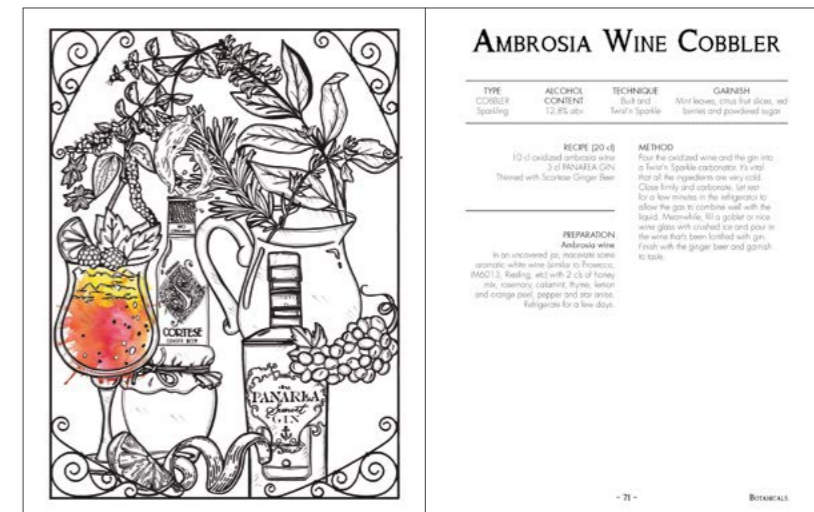 CORTESE
GINGER BEER
PANAREA
Sunset
GIN
AMBROSIA WINE COBBLER
TYPE
COBBLER
Sparkling
ALCOHOL
CONTENT
12,8% abv
TECHNIQUE
Built and
Twist'n Sparkle
GARNISH
Mint leaves, citrus fruit slices, red
berries and powdered sugar
RECIPE (20 cl)
10 cl oxidized ambrosia wine
3 cl PANAREA GIN
Thinned with Scortese Ginger Beer
PREPARATION
Ambrosia wine
In an uncovered jar, macerate some
aromatic white wine (similar to Prosecco,
IM6013, Riesling, etc) with 2 cls of honey
mix, rosemary, calamint, thyme, lemon
and orange peel, pepper and star anise.
Refrigerate for a few days.
METHOD
Pour the oxidized wine and the gin into
a Twist'n Sparkle carbonator. It's vital
that all the ingredients are very cold.
Close firmly and carbonate. Let rest
for a few minutes in the refrigerator to
allow the gas to combine well with the
liquid. Meanwhile, fill a goblet or nice
wine glass with crushed ice and pour in
the wine that's been fortified with gin.
Finish with the ginger beer and garnish
to taste.
- 71 -
BOTANICALS